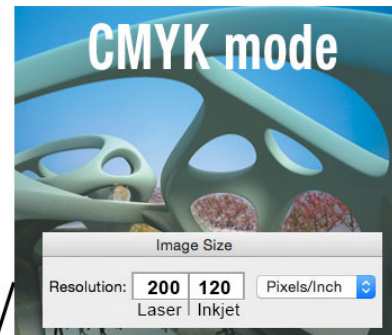 CMYK mode
Image Size
Resolution: 200 120 Pixels/Inch
Laser Inkjet